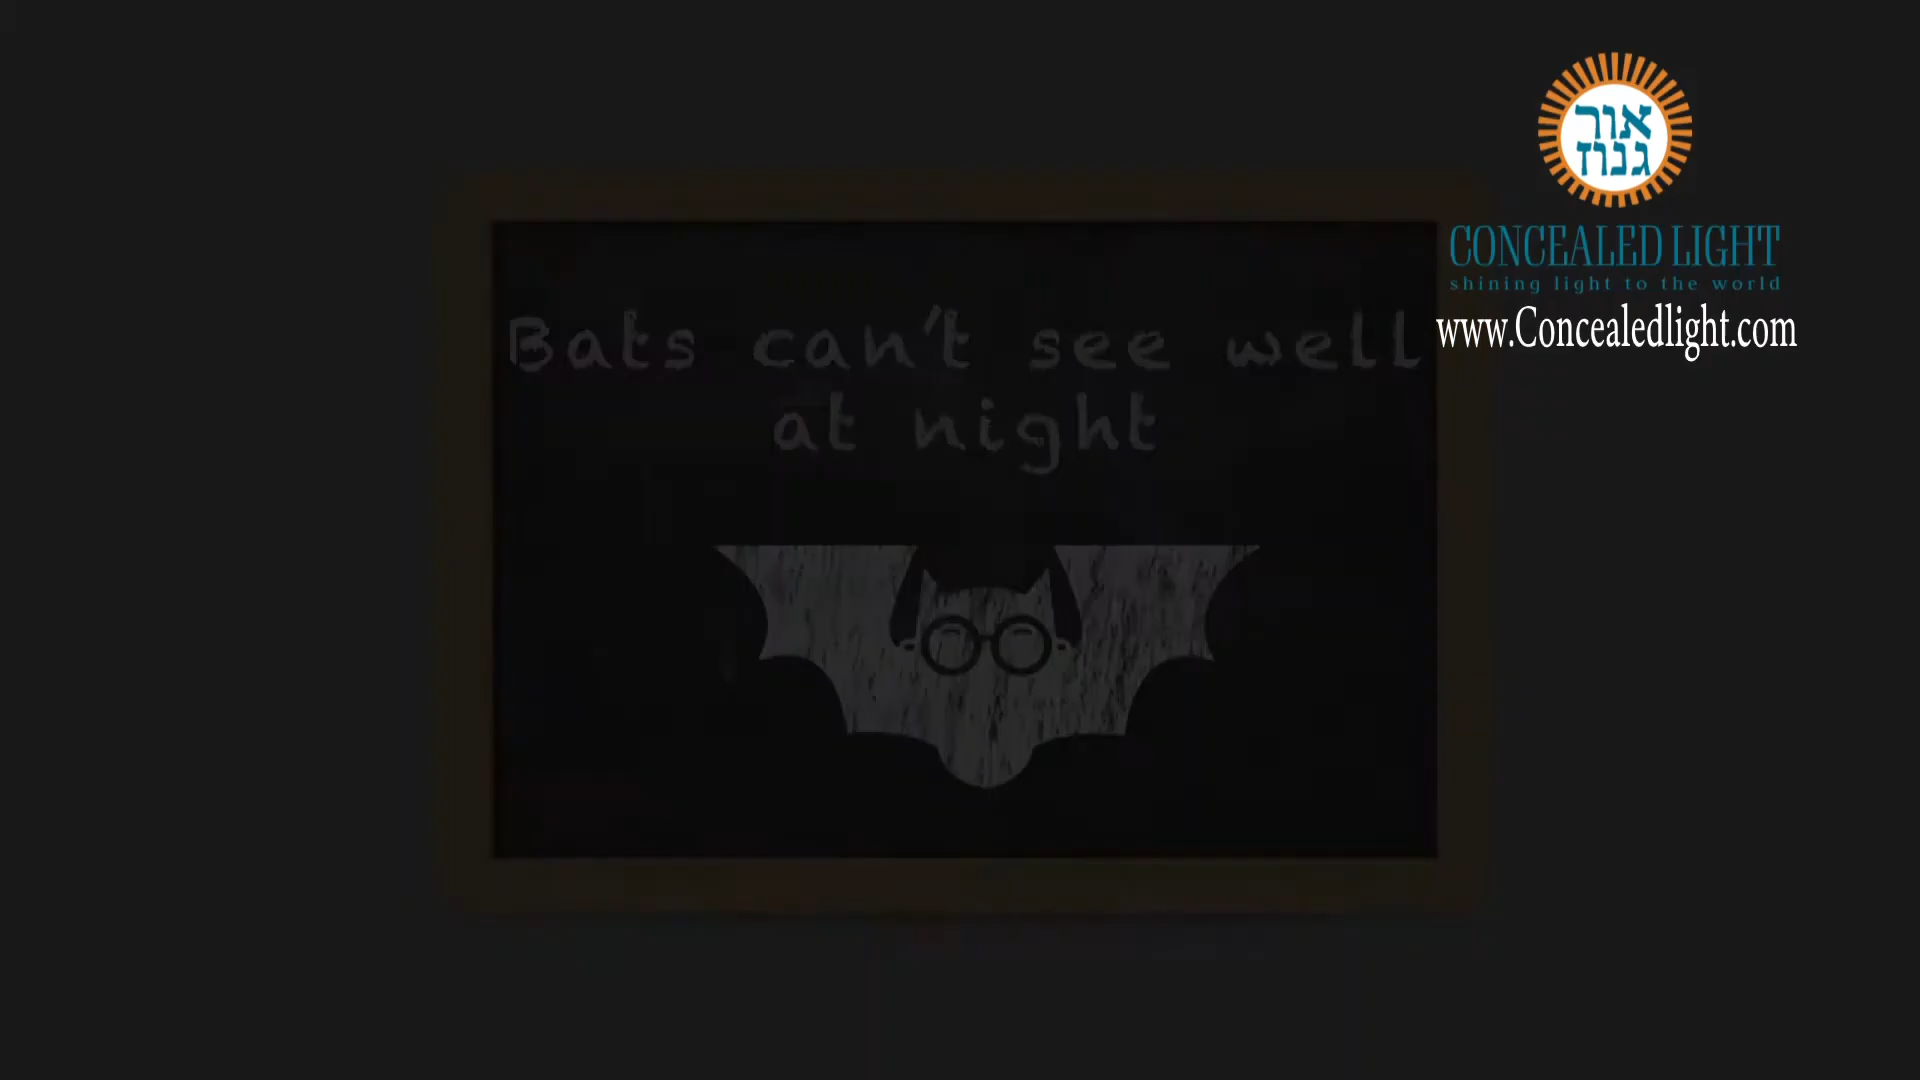 אור
גנוז
CONCEALED LIGHT
shining light to the world
www.Concealedlight.com
Bats can't see well
at night